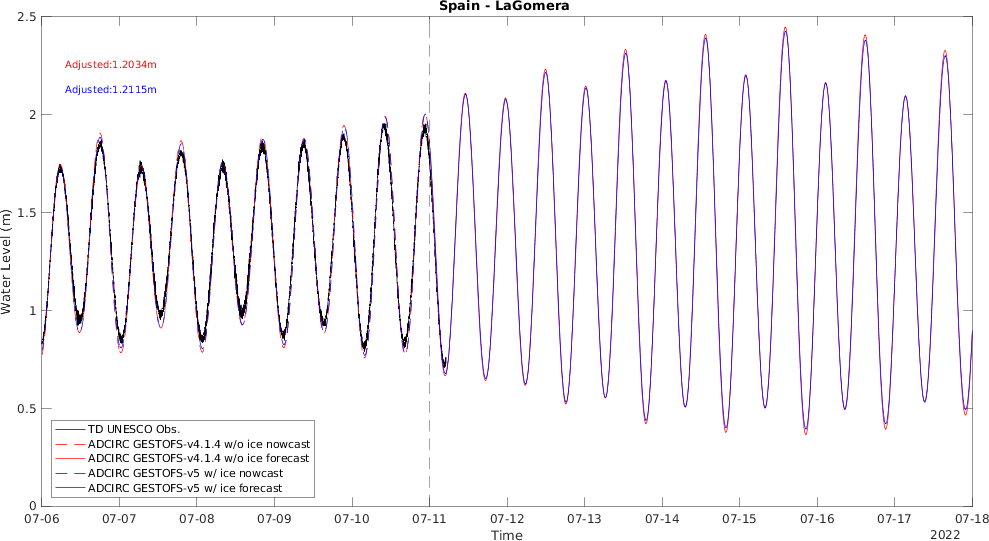 Spain - LaGomera
2.5
Adjusted:1.2034m
Adjusted:1.2115m
2
1.5
Water Level (m)
1
0.5
0
TD UNESCO Obs.
ADCIRC GESTOFS-v4.1.4 w/o ice nowcast
ADCIRC GESTOFS-v4.1.4 w/o ice forecast
ADCIRC GESTOFS-v5 w/ ice nowcast
ADCIRC GESTOFS-v5 w/ ice forecast
07-06 07-07 07-08 07-09 07-10 07-11 07-12 07-13 07-14 07-15 07-16 07-17 07-18
Time
2022